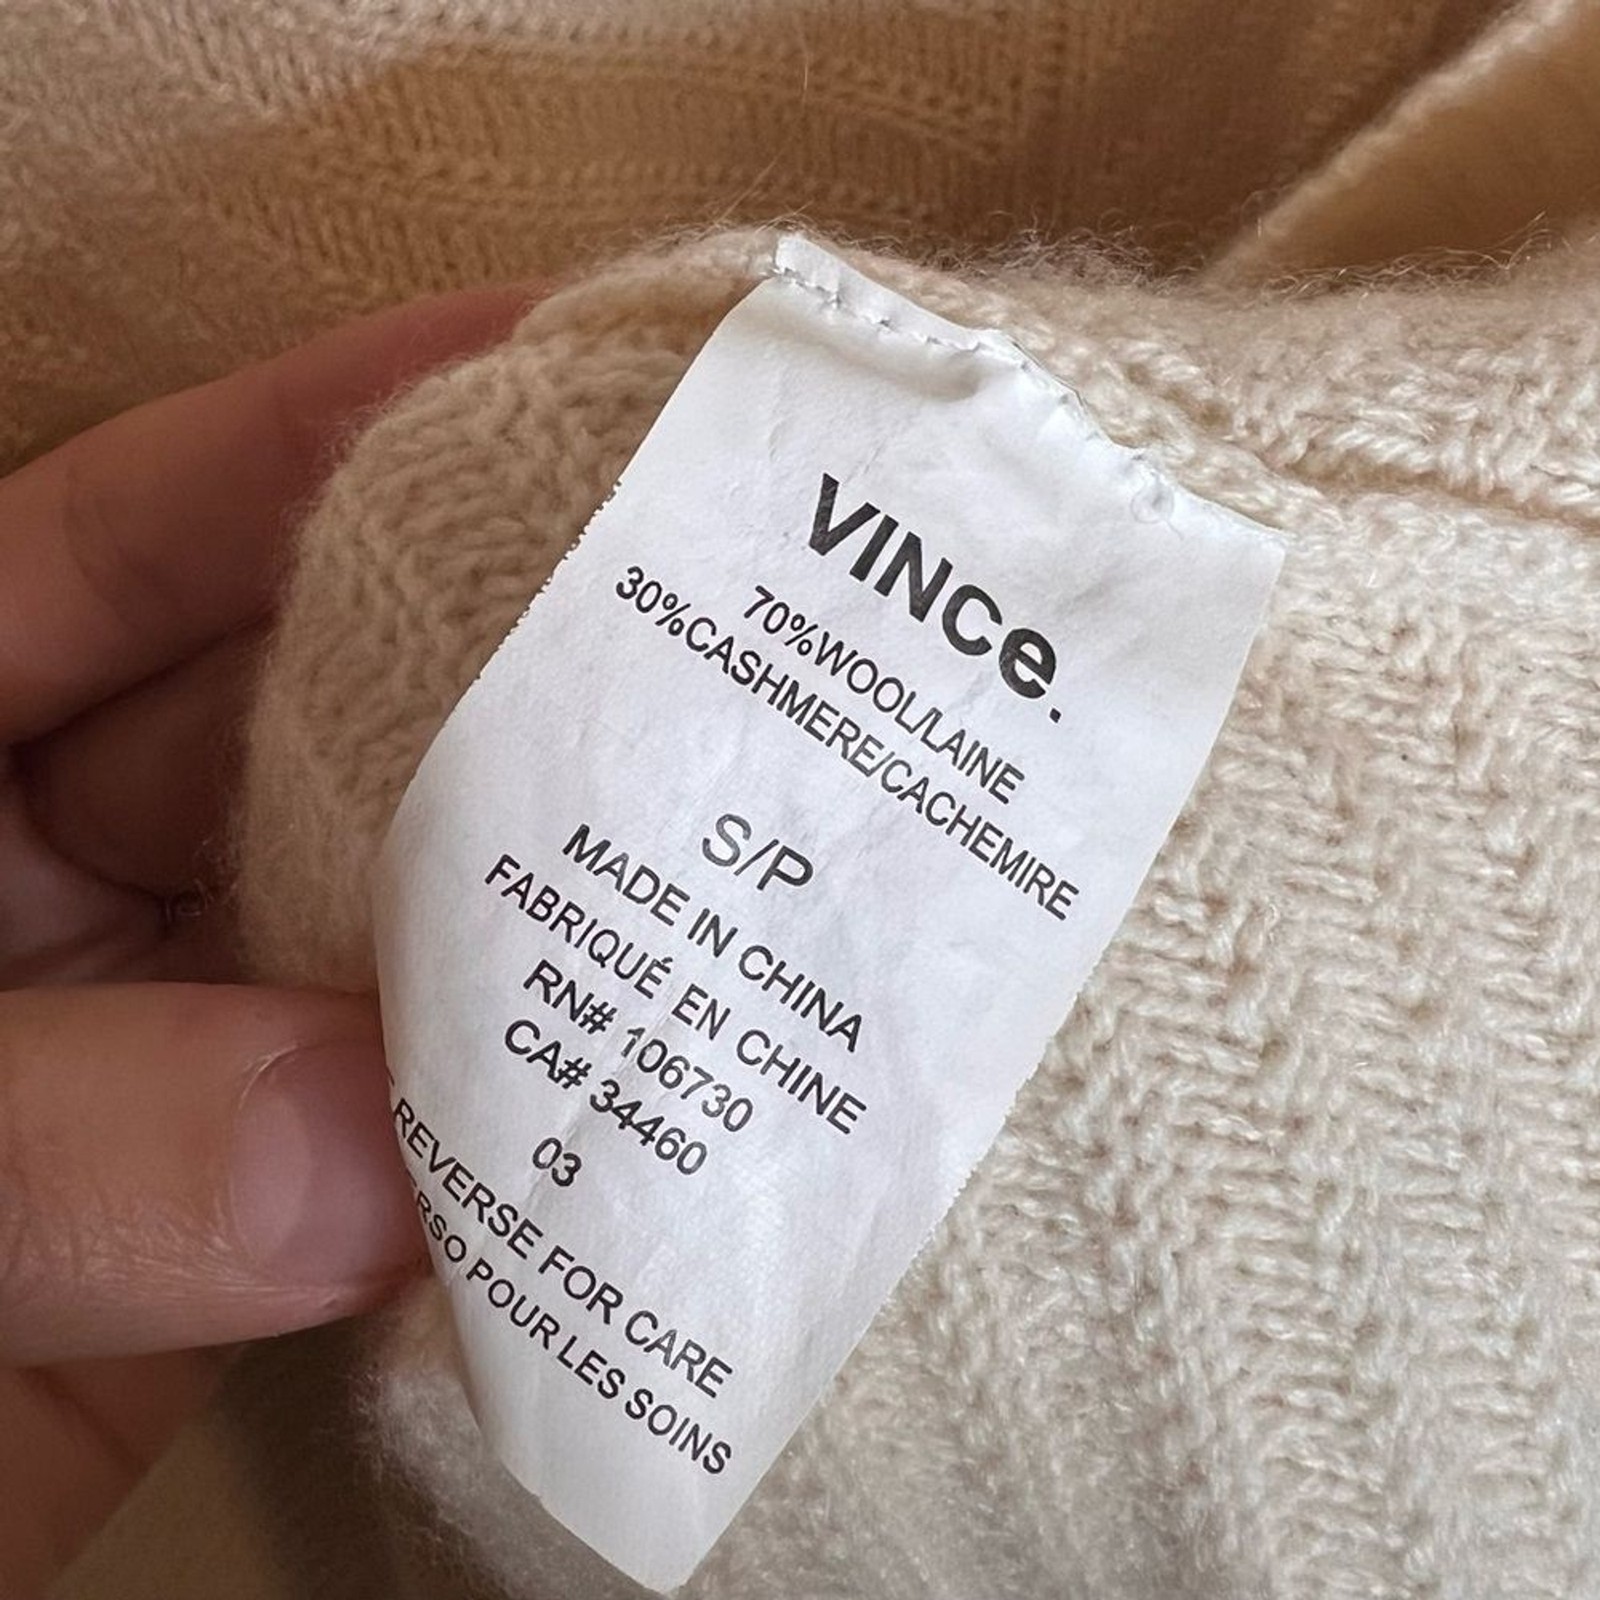 VINCe.
70%WOOL/LAINE
30%CASHMERE/CACHEMIRE
S/P
MADE IN CHINA
FABRIQUÉ EN CHINE
RN# 106730
CA# 34460
03
REVERSE FOR CARE
POUR LES SOINS